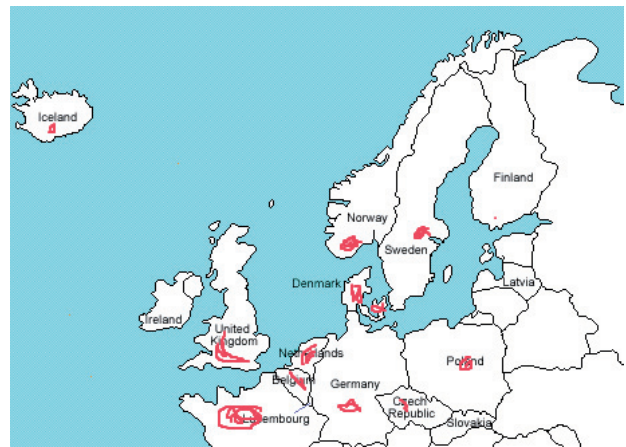 Iceland
Finland
Norway
Sweden
Denmark
Latvia
Ireland
United
Kingdom
Netherlands
Belgium
Poland
Germany
Czech
Republic
Luxembourg
Slovakia